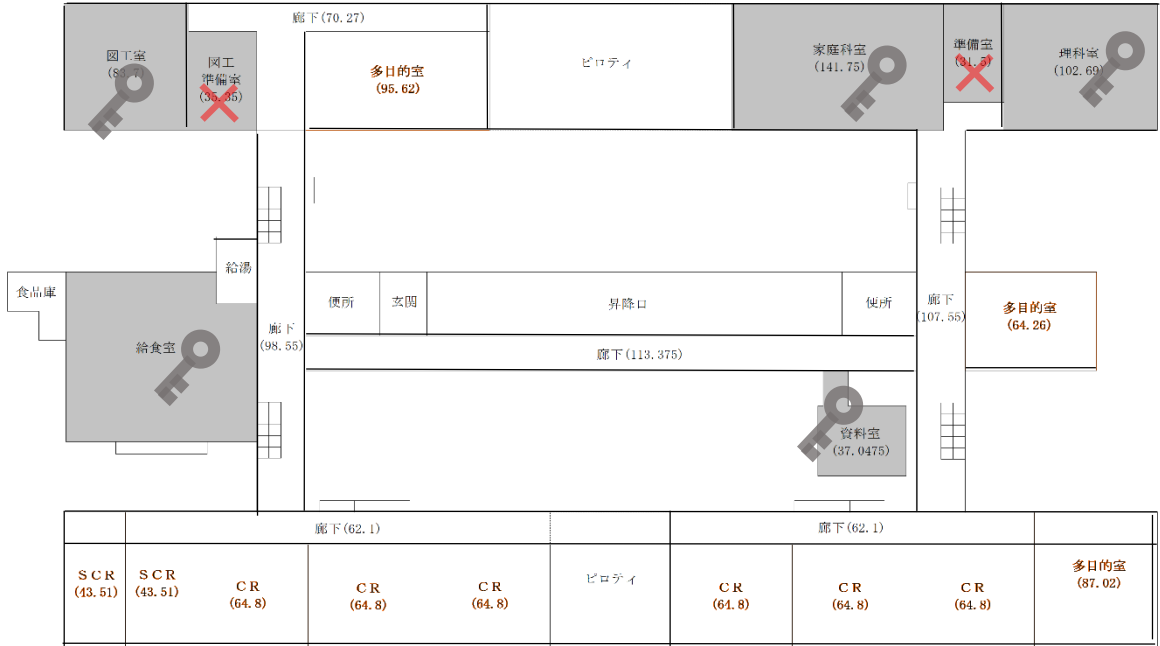 廊下(70.27)
図工室
(83.7)
図工
準備室
(35.35)
多目的室
(95.62)
ピロティ
家庭科室
(141.75)
準備室
(31.5)
理科室
(102.69)
給湯
食品庫
給食室
便所
玄関
昇降口
便所
廊下
(98.55)
廊下
(107.55)
多目的室
(64.26)
廊下(113.375)
資料室
(37.0475)
廊下(62.1)
廊下(62.1)
ＳＣＲ
(43.51)
ＳＣＲ
(43.51)
ＣＲ
(64.8)
ＣＲ
(64.8)
ＣＲ
(64.8)
ピロティ
ＣＲ
(64.8)
ＣＲ
(64.8)
ＣＲ
(64.8)
多目的室
(87.02)